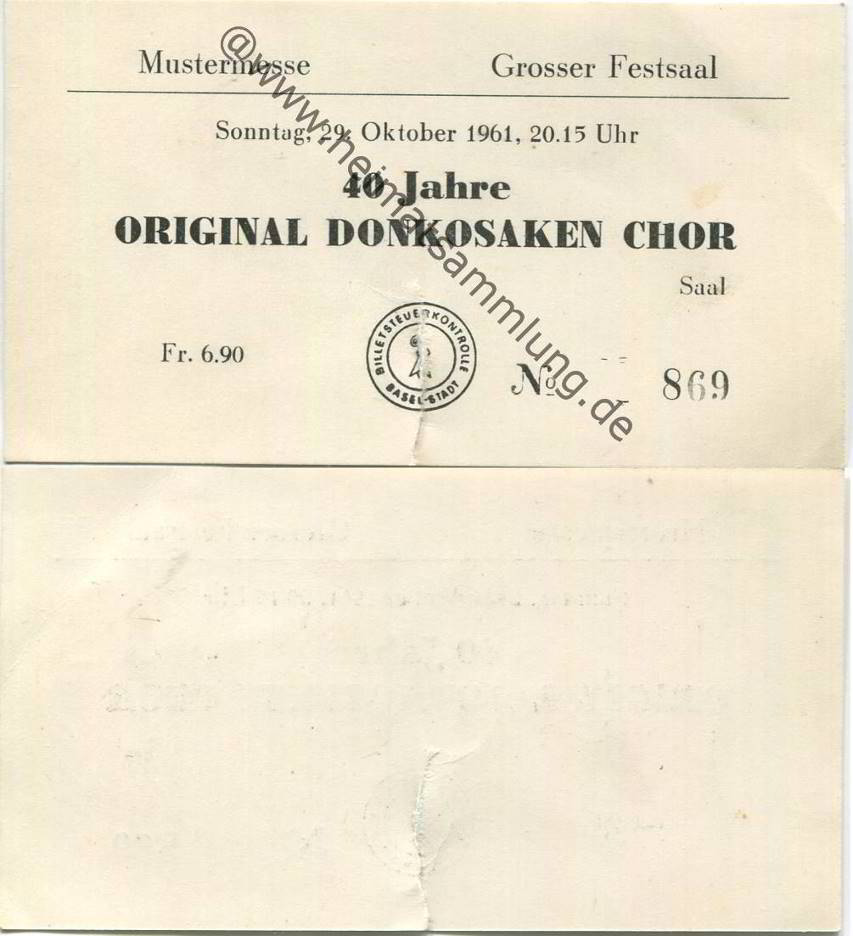 Mustermesse Grosser Festsaal
Sonntag, 29. Oktober 1961, 20.15 Uhr
40 Jahre
ORIGINAL DONKOSAKEN CHOR
Saal
Fr. 6.90
BILLETSTEUERKONTROLLE
BASEL-STADT
No 869
@www.heimatsammlung.de